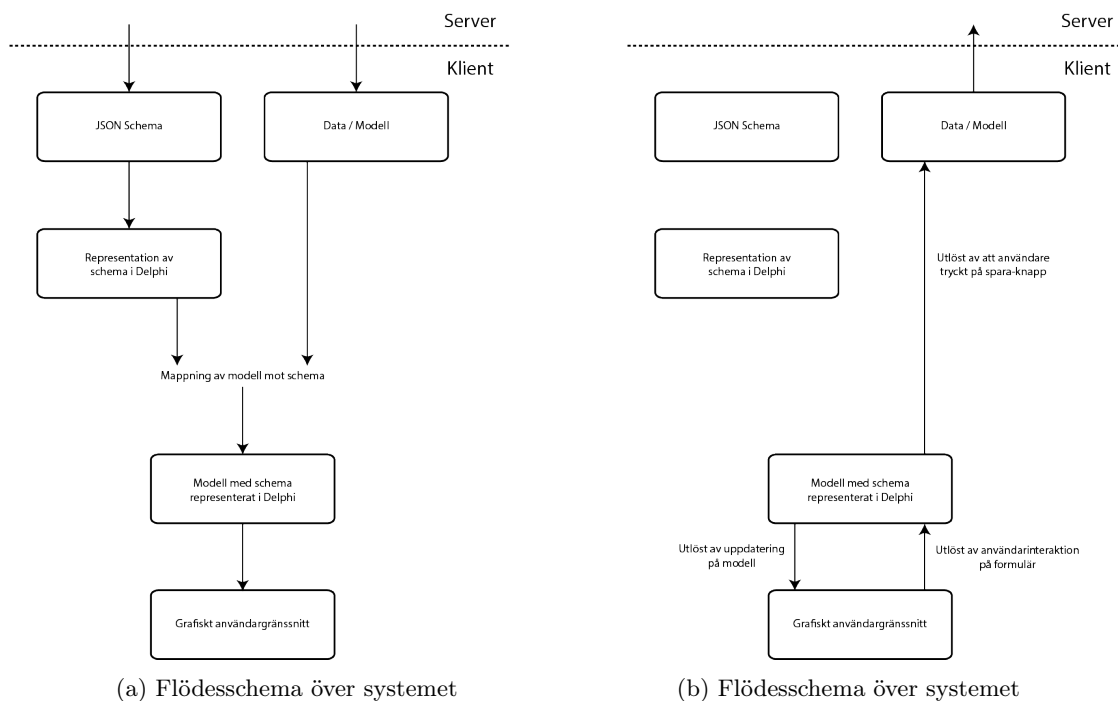 Server
Klient
JSON Schema
Data / Modell
Representation av
schema i Delphi
Mappning av modell mot schema
Modell med schema
representerat i Delphi
Grafiskt användargränssnitt
(a) Flödesschema över systemet
Server
Klient
JSON Schema
Data / Modell
Representation av
schema i Delphi
Utlöst av att användare
tryckt på spara-knapp
Modell med schema
representerat i Delphi
Utlöst av uppdatering
på modell
Utlöst av användarinteraktion
på formulär
Grafiskt användargränssnitt
(b) Flödesschema över systemet